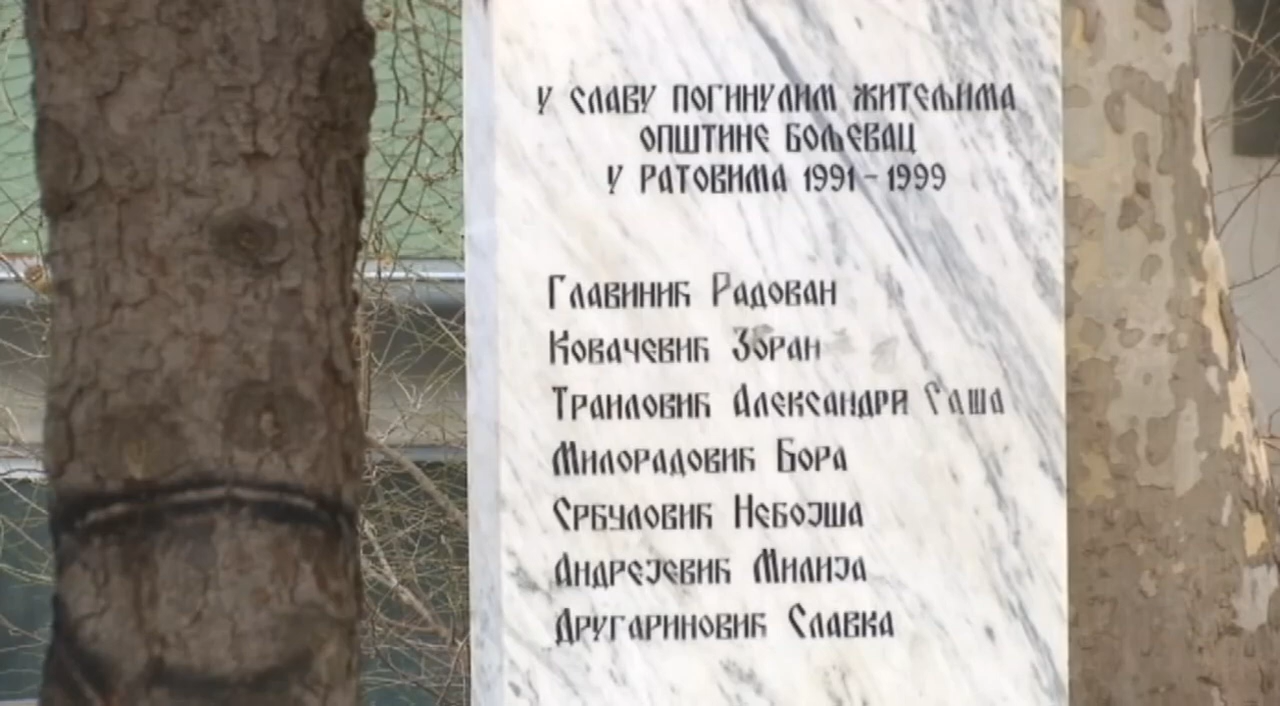 У СЛАВУ ПОГИНУЛИМ ЖИТЕЉИМА
ОПШТИНЕ БОЉЕВАЦ
У РАТОВИМА 1991 - 1999
ГЛАВИНИЋ РАДОВАН
КОВАЧЕВИЋ ЗОРАН
ТРАИЛОВИЋ АЛЕКСАНДРИ САША
МИЛОРАДОВИЋ БОРА
СРБУЛОВИЋ НЕБОЈША
АНДРЕЈЕВИЋ МИЛИЈА
ДРУГАРИНОВИЋ СЛАВКА